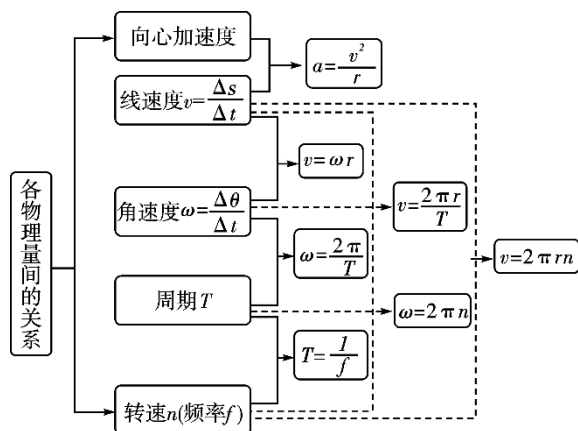 各物理量间的关系
向心加速度
a=v²/r
线速度v=Δs/Δt
v=ωr
角速度ω=Δθ/Δt
v=2πr/T
ω=2π/T
v=2πrn
周期T
ω=2πn
T=1/f
转速n(频率f)